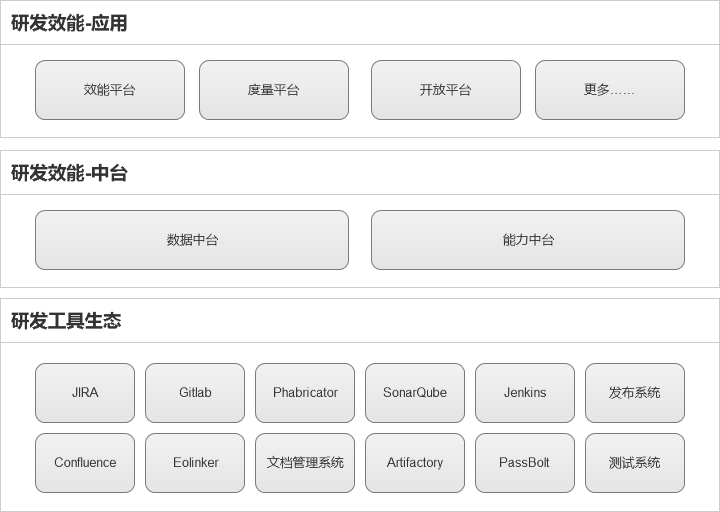 研发效能-应用
效能平台
度量平台
开放平台
更多......
研发效能-中台
数据中台
能力中台
研发工具生态
JIRA
Gitlab
Phabricator
SonarQube
Jenkins
发布系统
Confluence
Eolinker
文档管理系统
Artifactory
PassBolt
测试系统